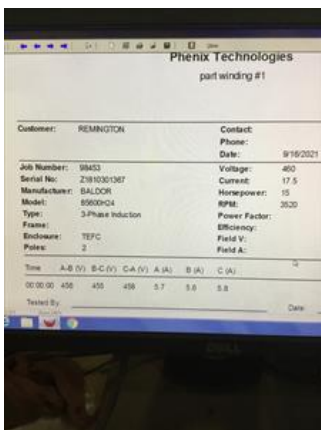 Phenix Technologies
part winding #1
Customer: REMINGTON
Contact:
Phone:
Date: 9/16/2021
Job Number: 98453
Voltage: 460
Serial No: Z1810301367
Current: 17.5
Manufacturer: BALDOR
Horsepower: 15
Model: 85600H24
RPM: 3520
Type: 3-Phase Induction
Power Factor:
Frame:
Efficiency:
Enclosure: TEFC
Field V:
Poles: 2
Field A:
Time A-B (V) B-C (V) C-A (V) A (A) B (A) C (A)
00:00:00 456 455 456 5.7 5.8 5.8
Tested By: Date:
DELL